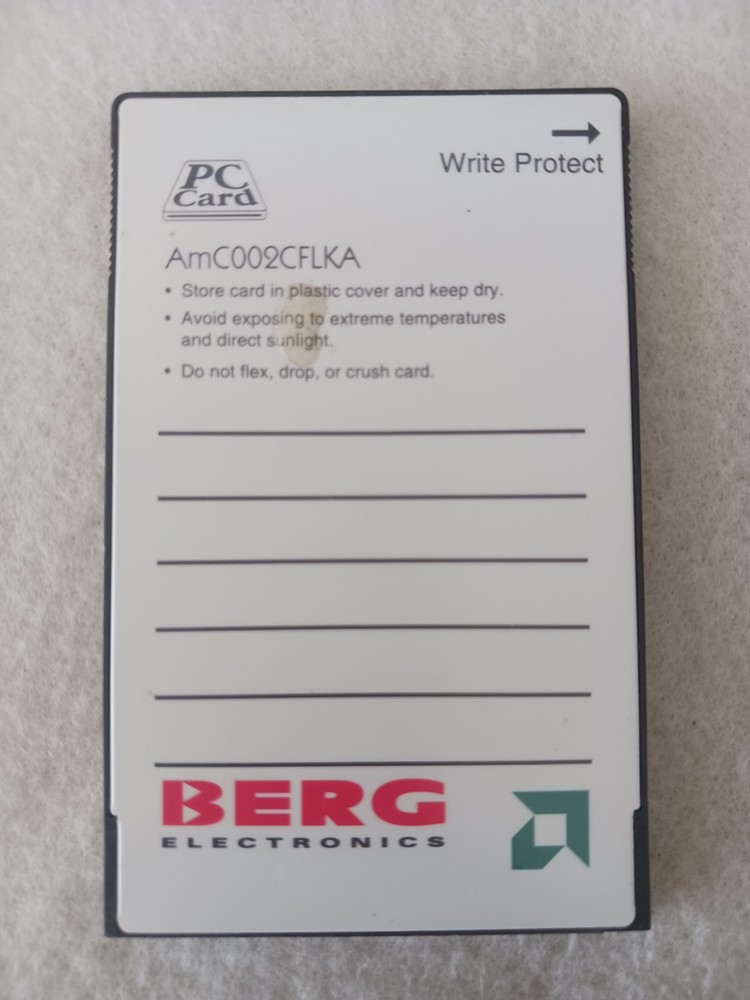 Write Protect
PC
Card
AmC002CFLKA
• Store card in plastic cover and keep dry.
• Avoid exposing to extreme temperatures
and direct sunlight.
• Do not flex, drop, or crush card.
BERG
ELECTRONICS